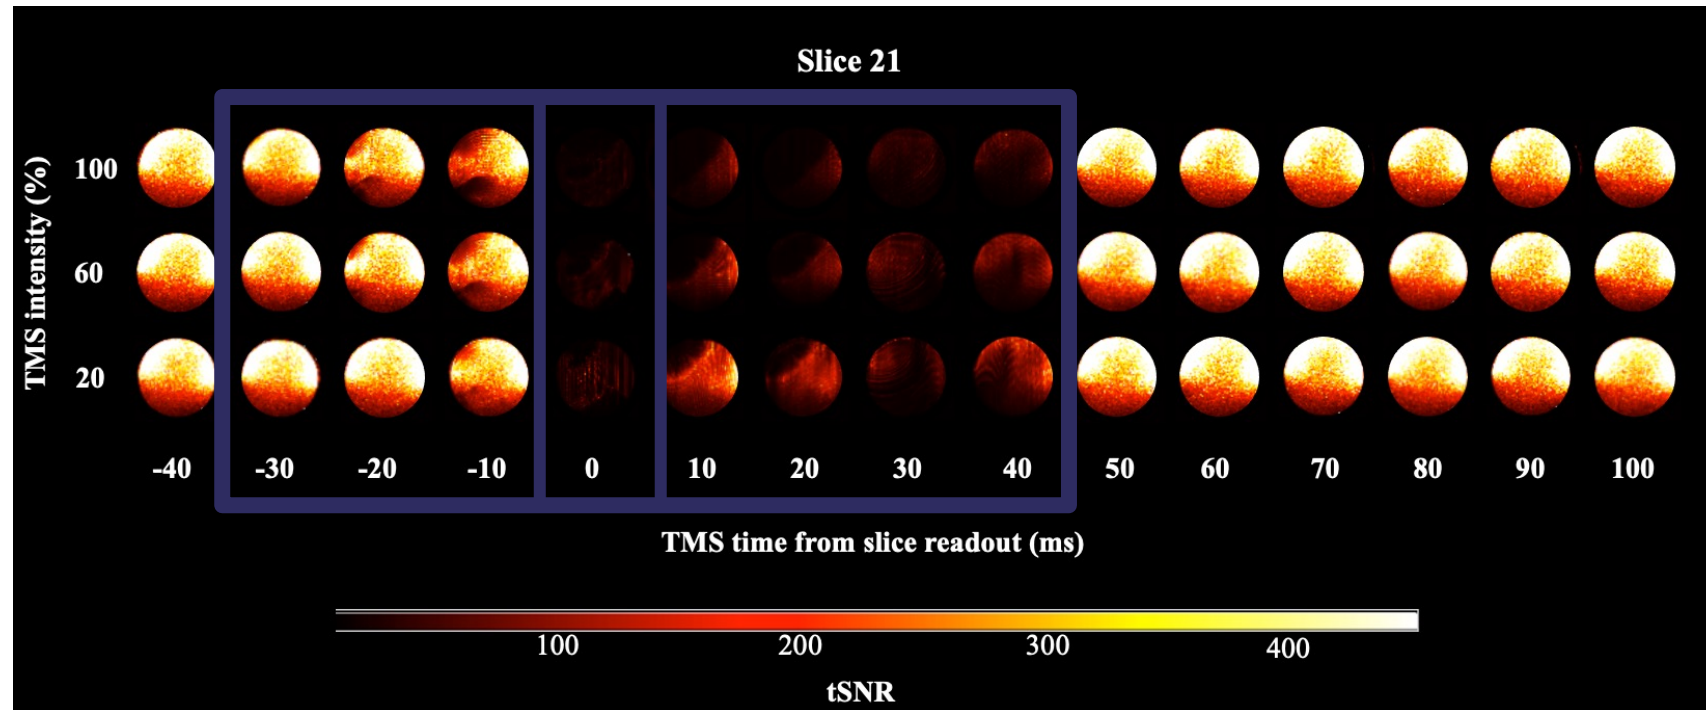 Slice 21
TMS intensity (%)
100
60
20
-40 -30 -20 -10 0 10 20 30 40 50 60 70 80 90 100
TMS time from slice readout (ms)
100 200 300 400
tSNR